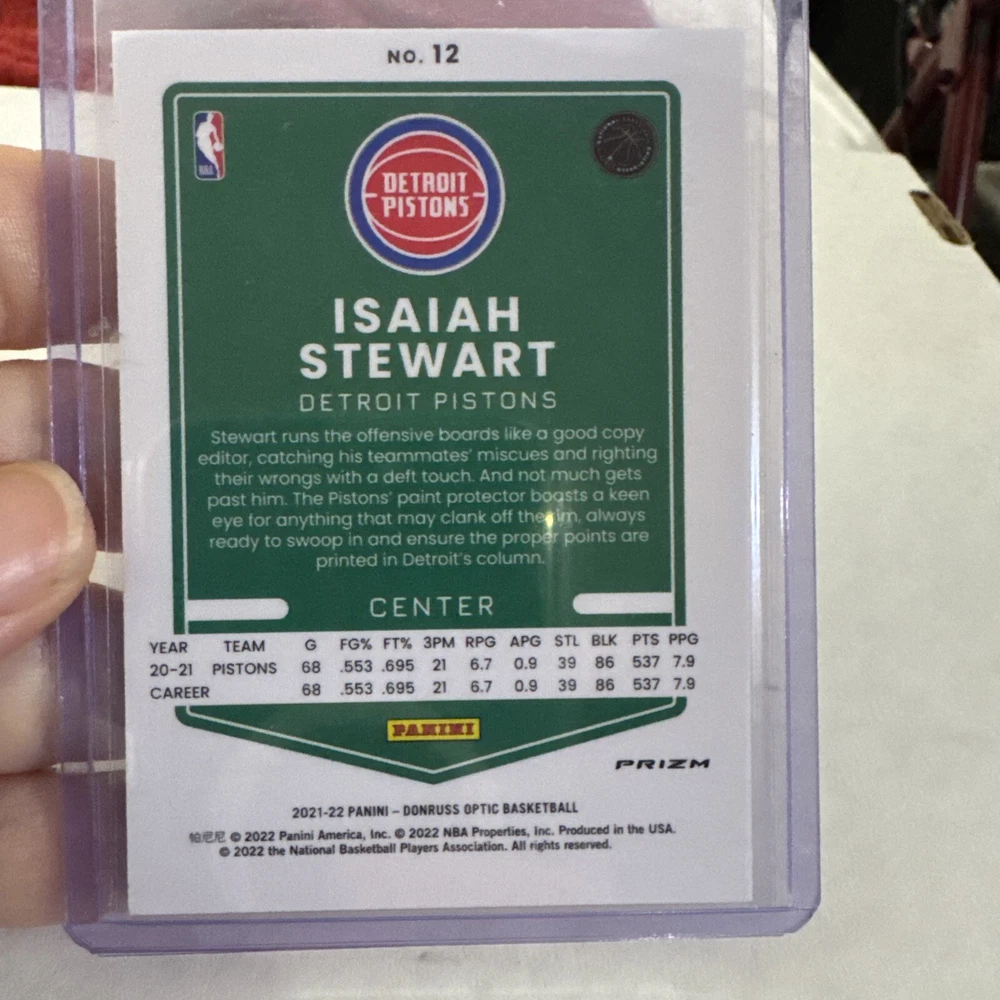 NO. 12
NBA
DETROIT
PISTONS
ISAIAH
STEWART
DETROIT PISTONS
Stewart runs the offensive boards like a good copy
editor, catching his teammates' miscues and righting
their wrongs with a deft touch. And not much gets
past him. The Pistons' paint protector boasts a keen
eye for anything that may clank off the rim, always
ready to swoop in and ensure the proper points are
printed in Detroit's column.
CENTER
YEAR TEAM G FG% FT% 3PM RPG APG STL BLK PTS PPG
20-21 PISTONS 68 .553 .695 21 6.7 0.9 39 86 537 7.9
CAREER 68 .553 .695 21 6.7 0.9 39 86 537 7.9
PANINI
PRIZM
2021-22 PANINI – DONRUSS OPTIC BASKETBALL
帕尼尼 © 2022 Panini America, Inc. © 2022 NBA Properties, Inc. Produced in the USA.
© 2022 the National Basketball Players Association. All rights reserved.